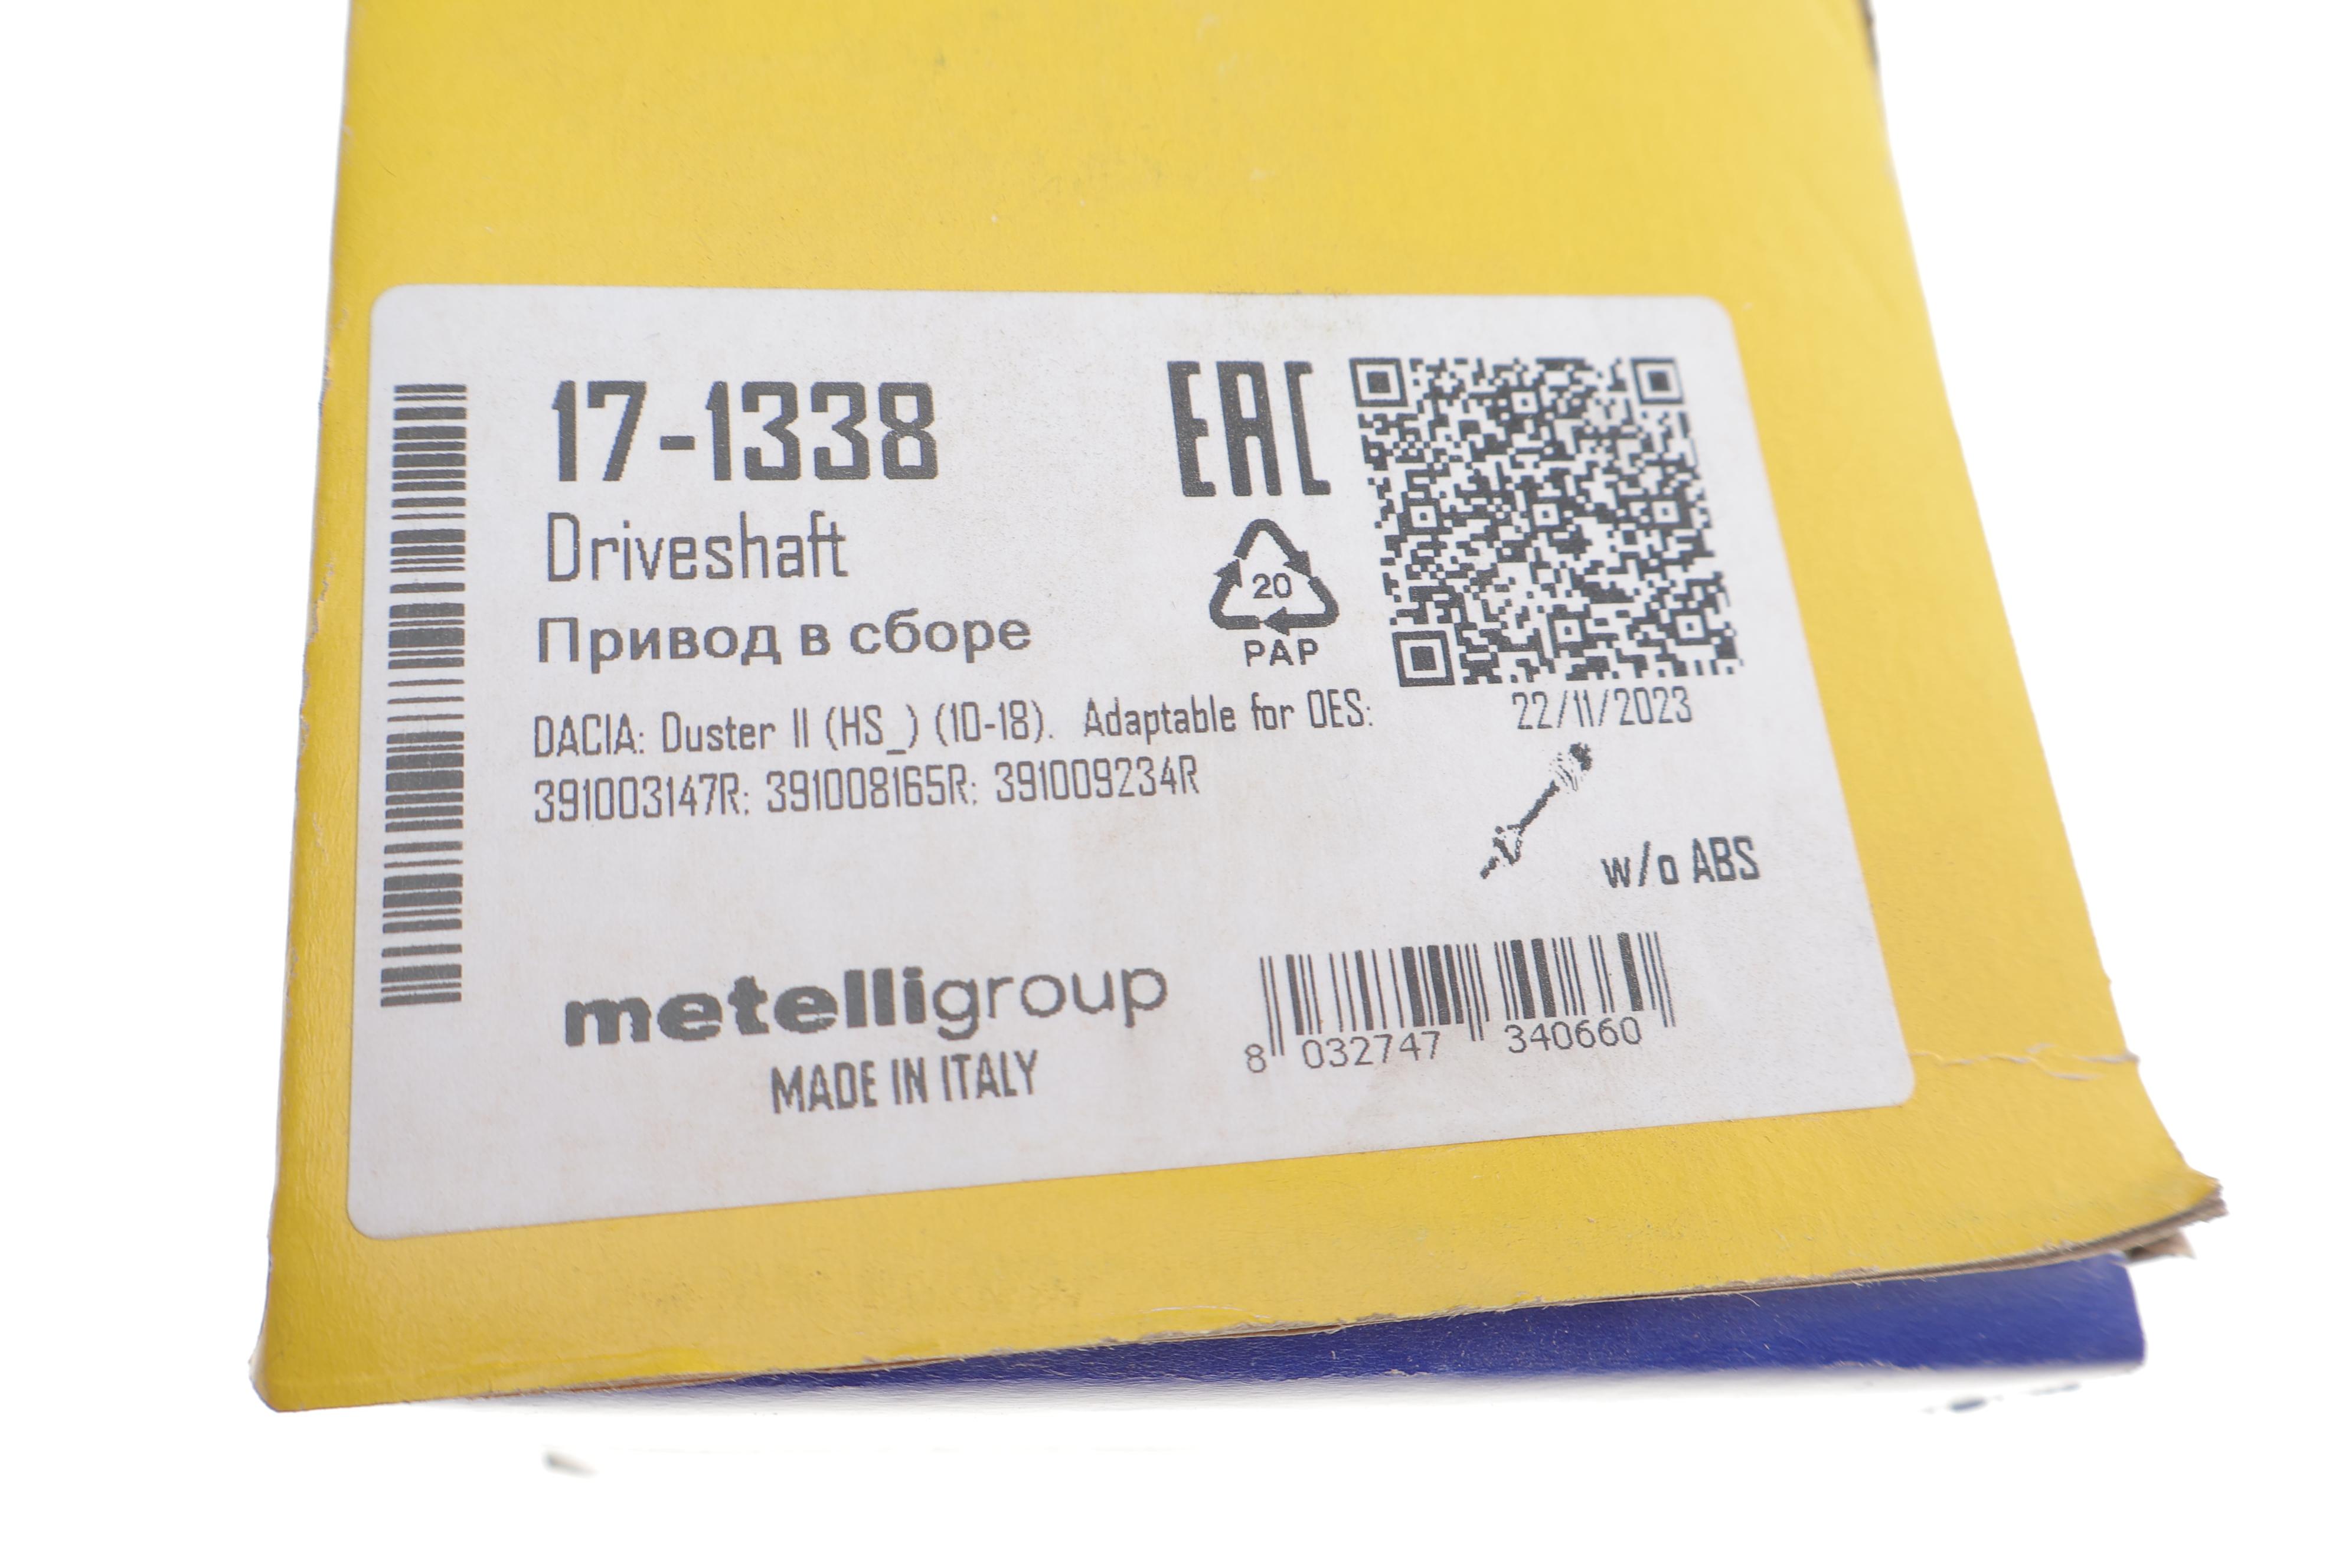 17-1338
EAC
Driveshaft
20
PAP
Привод в сборе
DACIA: Duster II (HS_) (10-18). Adaptable for OES:
391003147R; 391008165R; 391009234R
22/11/2023
w/o ABS
metelligroup
MADE IN ITALY
8 032747 340660